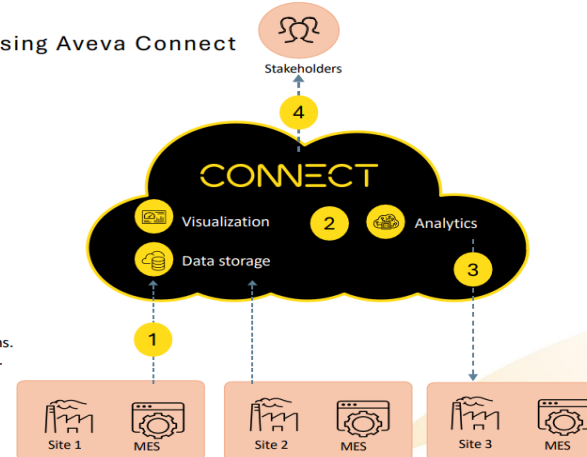 sing Aveva Connect
Stakeholders
4
CONNECT
Visualization
2
Analytics
Data storage
3
1
ns.
Site 1
MES
Site 2
MES
Site 3
MES